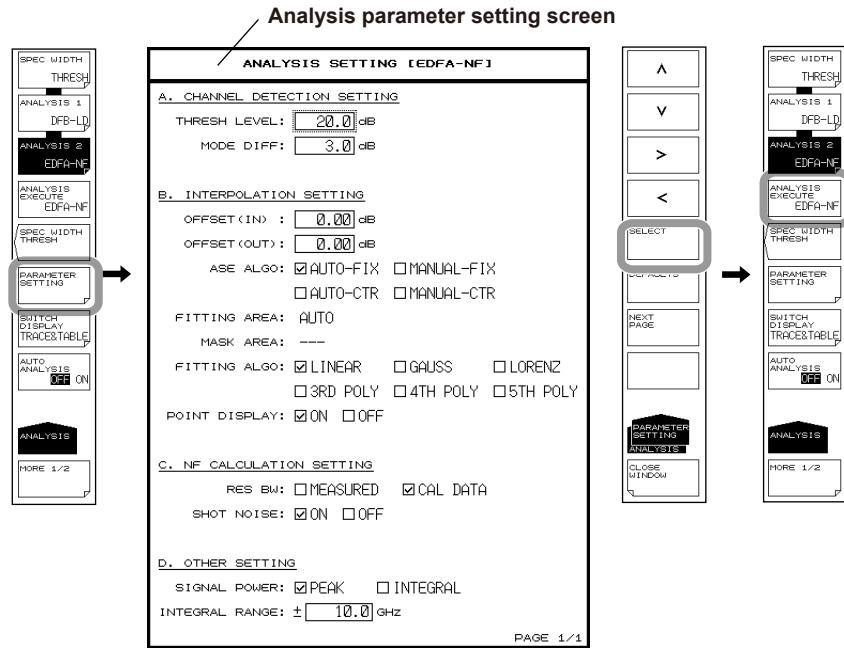 Analysis parameter setting screen
SPEC WIDTH
THRESH
ANALYSIS 1
DFB-LD
ANALYSIS 2
EDFA-NF
ANALYSIS
EXECUTE
EDFA-NF
SPEC WIDTH
THRESH
PARAMETER
SETTING
SWITCH
DISPLAY
TRACE&TABLE
AUTO
ANALYSIS
OFF ON
ANALYSIS
MORE 1/2
ANALYSIS SETTING [EDFA-NF]
A. CHANNEL DETECTION SETTING
THRESH LEVEL: 20.0 dB
MODE DIFF: 3.0 dB
B. INTERPOLATION SETTING
OFFSET(IN) : 0.00 dB
OFFSET(OUT): 0.00 dB
ASE ALGO: ☑AUTO-FIX ☐MANUAL-FIX
☐AUTO-CTR ☐MANUAL-CTR
FITTING AREA: AUTO
MASK AREA: ---
FITTING ALGO: ☑LINEAR ☐GAUSS ☐LORENZ
☐3RD POLY ☐4TH POLY ☐5TH POLY
POINT DISPLAY: ☑ON ☐OFF
C. NF CALCULATION SETTING
RES BW: ☐MEASURED ☑CAL DATA
SHOT NOISE: ☑ON ☐OFF
D. OTHER SETTING
SIGNAL POWER: ☑PEAK ☐INTEGRAL
INTEGRAL RANGE: ± 10.0 GHz
PAGE 1/1
SELECT
DEFAULTS
NEXT
PAGE
PARAMETER
SETTING
ANALYSIS
CLOSE
WINDOW
SPEC WIDTH
THRESH
ANALYSIS 1
DFB-LD
ANALYSIS 2
EDFA-NF
ANALYSIS
EXECUTE
EDFA-NF
SPEC WIDTH
THRESH
PARAMETER
SETTING
SWITCH
DISPLAY
TRACE&TABLE
AUTO
ANALYSIS
OFF ON
ANALYSIS
MORE 1/2